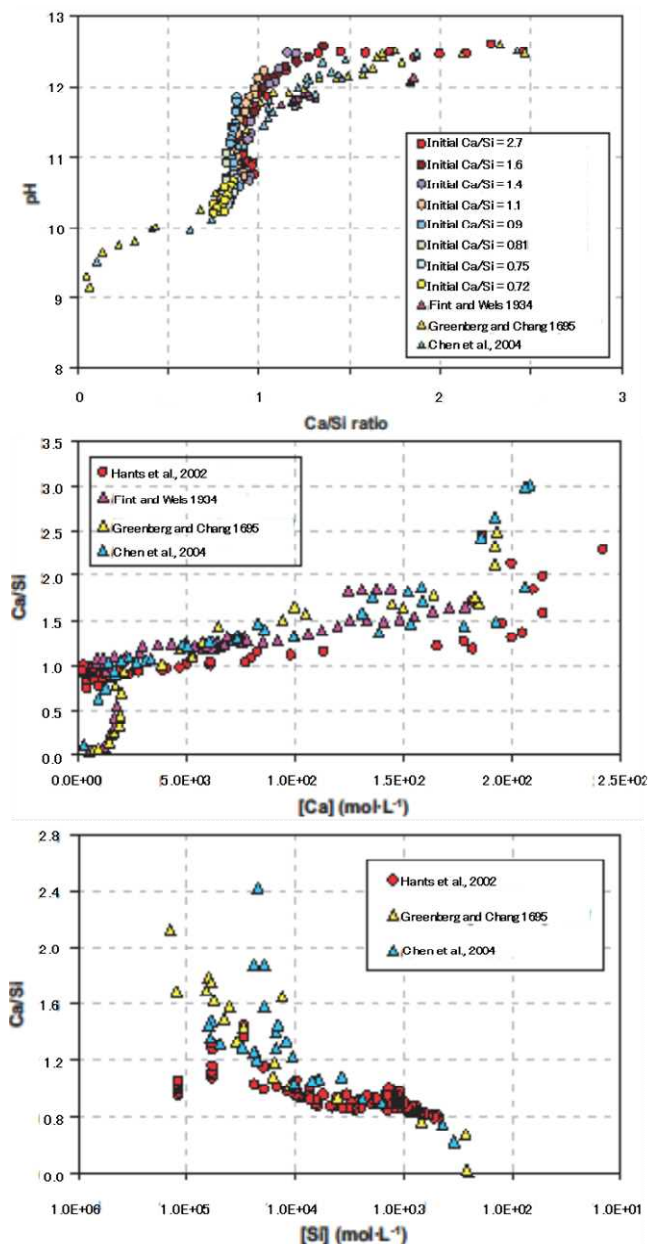 13
12
11
10
9
8
pH
Initial Ca/Si = 2.7
Initial Ca/Si = 1.6
Initial Ca/Si = 1.4
Initial Ca/Si = 1.1
Initial Ca/Si = 0.9
Initial Ca/Si = 0.81
Initial Ca/Si = 0.75
Initial Ca/Si = 0.72
Fint and Wels 1934
Greenberg and Chang 1695
Chen et al., 2004
0 1 2 3
Ca/Si ratio
3.5
3.0
2.5
2.0
1.5
1.0
0.5
0.0
Ca/Si
Hants et al., 2002
Fint and Wels 1934
Greenberg and Chang 1695
Chen et al., 2004
0.0E+00 5.0E+03 1.0E+02 1.5E+02 2.0E+02 2.5E+02
[Ca] (mol·L⁻¹)
2.8
2.4
2.0
1.6
1.2
0.8
0.0
Ca/Si
Hants et al., 2002
Greenberg and Chang 1695
Chen et al., 2004
1.0E+06 1.0E+05 1.0E+04 1.0E+03 1.0E+02 1.0E+01
[Si] (mol·L⁻¹)